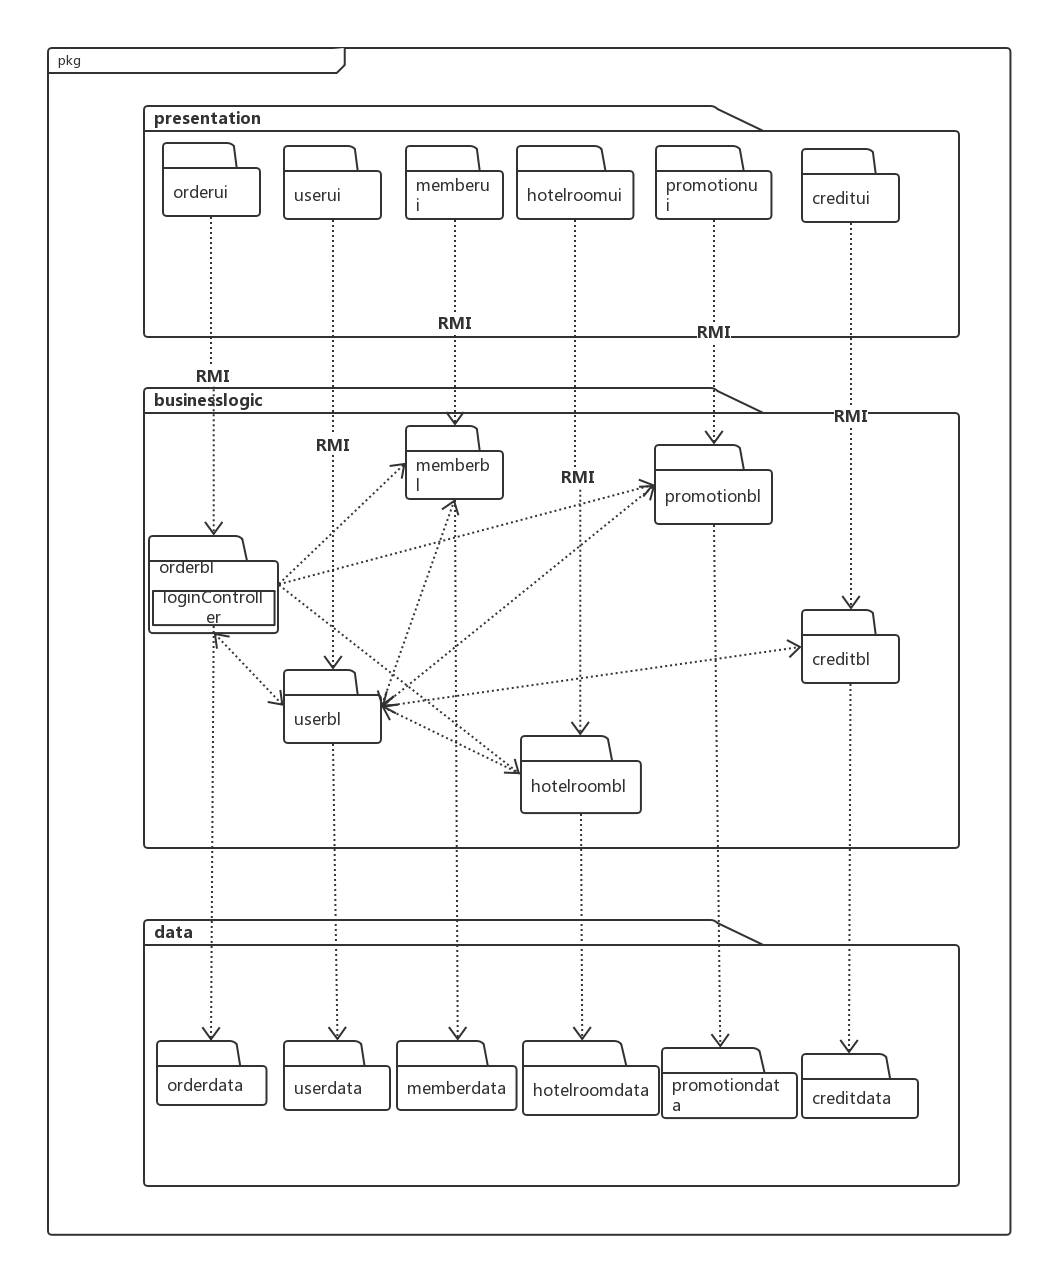 pkg
presentation
orderui
userui
memberu
i
hotelroomui
promotionu
i
creditui
RMI
RMI
RMI
businesslogic
RMI
RMI
RMI
memberb
l
promotionbl
orderbl
loginControll
er
creditbl
userbl
hotelroombl
data
orderdata
userdata
memberdata
hotelroomdata
promotiondat
a
creditdata